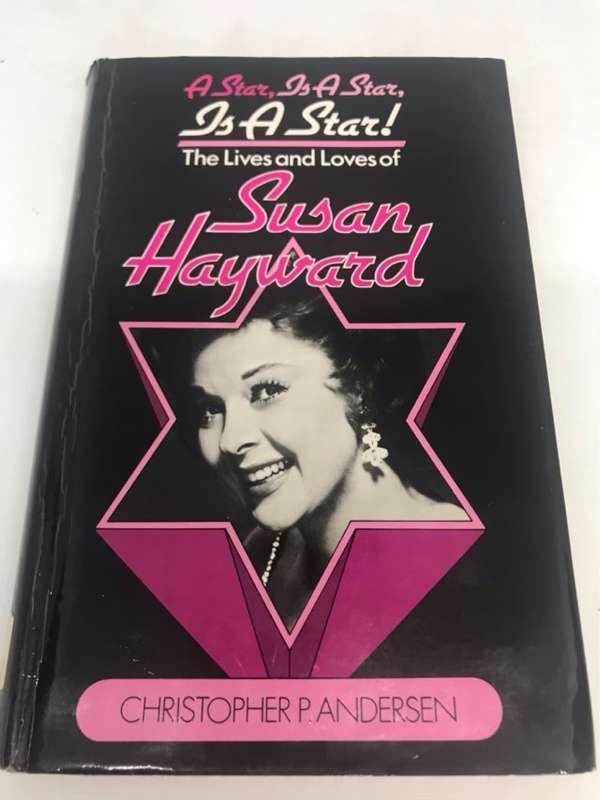 A Star, Is A Star,
Is A Star!
The Lives and Loves of
Susan
Hayward
CHRISTOPHER P. ANDERSEN